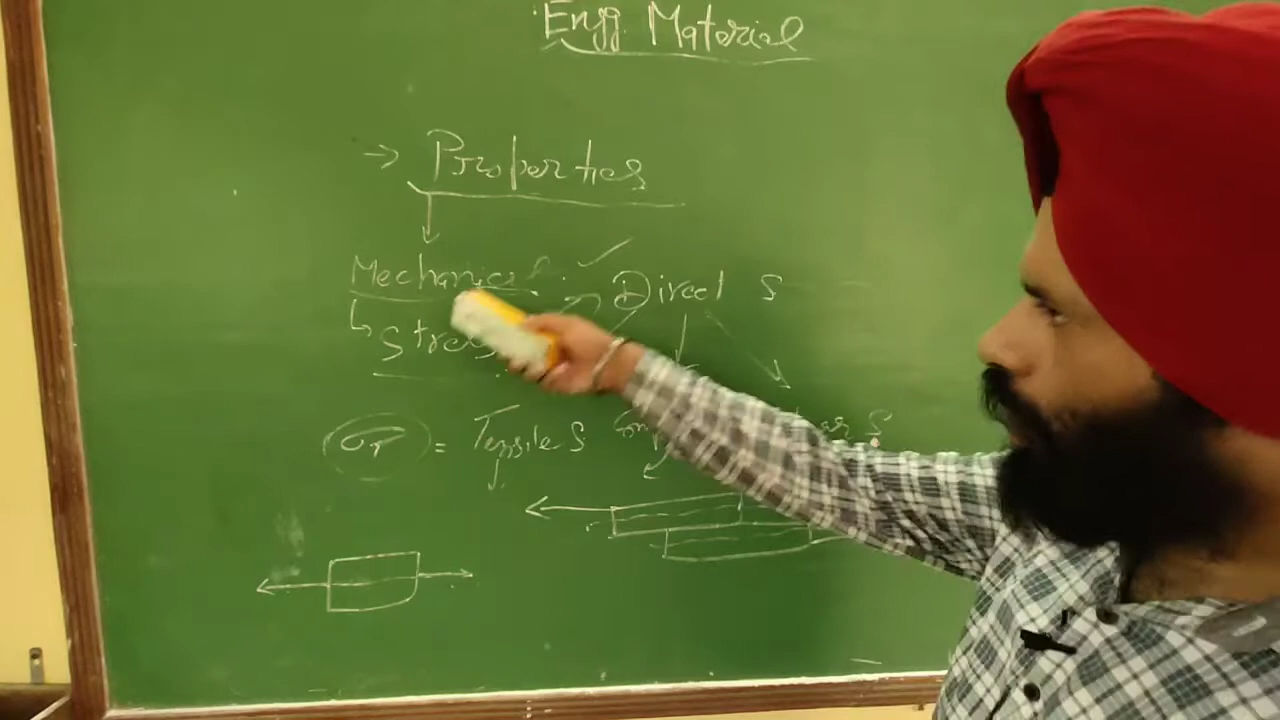 Engg Material
→ Properties
Mechanical. ✓ Direct S
↳ Stress
σT = Tensile S